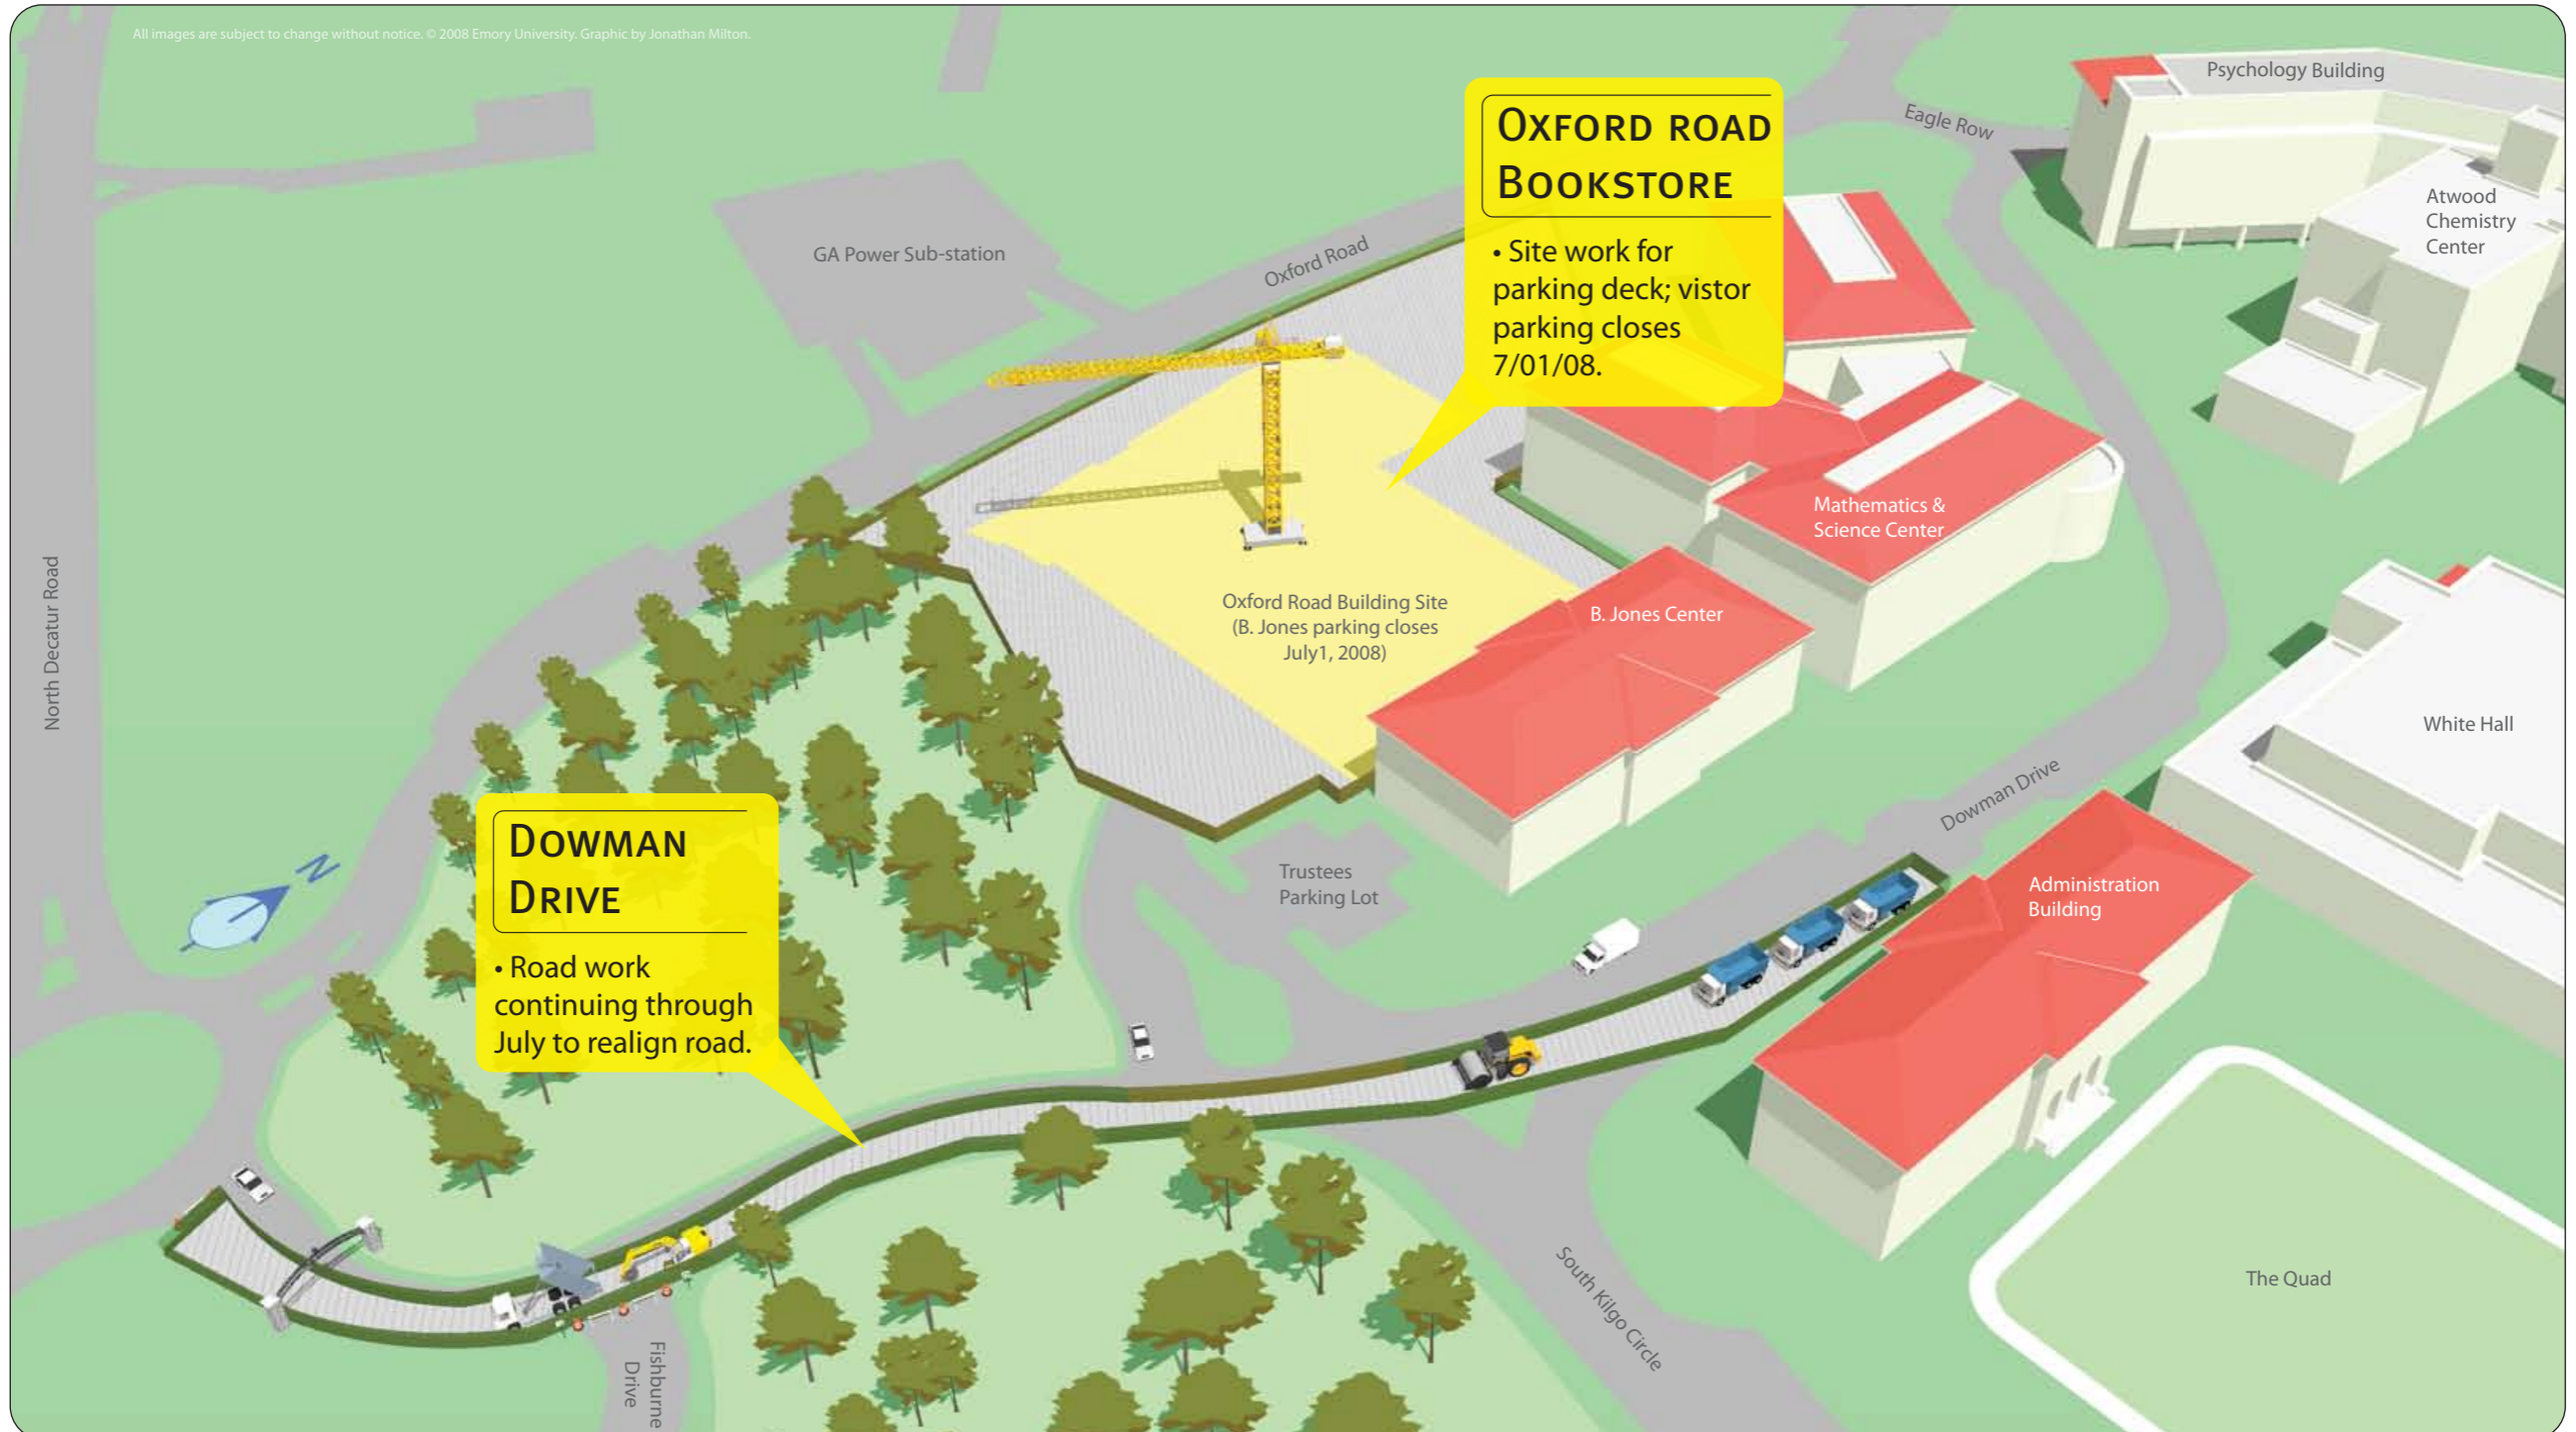 All images are subject to change without notice. © 2008 Emory University. Graphic by Jonathan Milton.
Psychology Building
Eagle Row
OXFORD ROAD
BOOKSTORE
• Site work for
parking deck; vistor
parking closes
7/01/08.
Atwood
Chemistry
Center
GA Power Sub-station
Oxford Road
Mathematics &
Science Center
Oxford Road Building Site
(B. Jones parking closes
July1, 2008)
B. Jones Center
North Decatur Road
White Hall
Dowman Drive
DOWMAN
DRIVE
• Road work
continuing through
July to realign road.
N
Trustees
Parking Lot
Administration
Building
South Kilgo Circle
The Quad
Fishburne
Drive